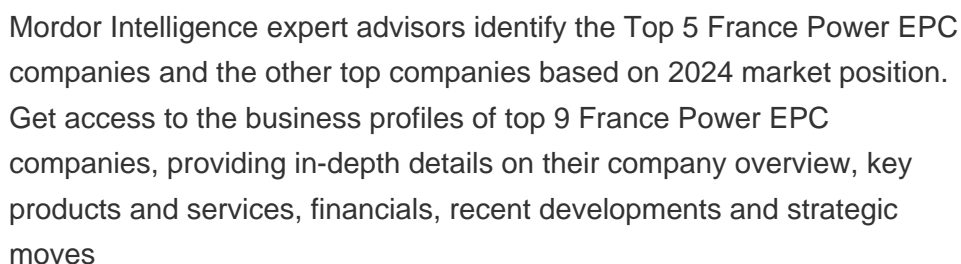 Mordor Intelligence expert advisors identify the Top 5 France Power EPC
companies and the other top companies based on 2024 market position.
Get access to the business profiles of top 9 France Power EPC
companies, providing in-depth details on their company overview, key
products and services, financials, recent developments and strategic
moves